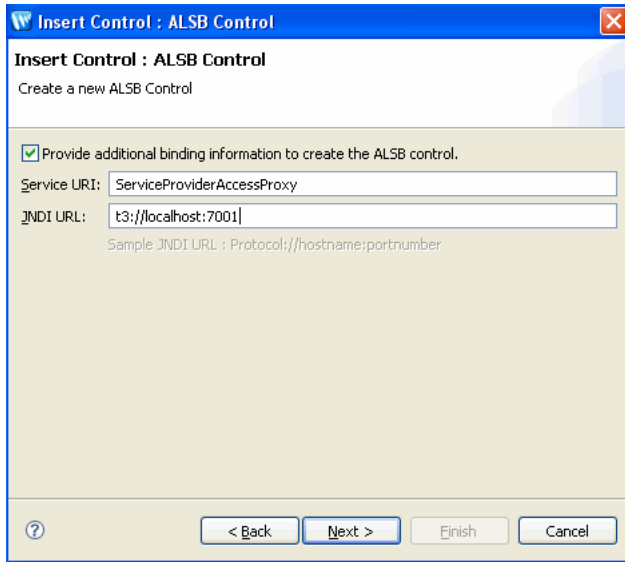 Insert Control : ALSB Control
Insert Control : ALSB Control
Create a new ALSB Control
Provide additional binding information to create the ALSB control.
Service URI: ServiceProviderAccessProxy
JNDI URL: t3://localhost:7001
Sample JNDI URL : Protocol://hostname:portnumber
? < Back Next > Finish Cancel